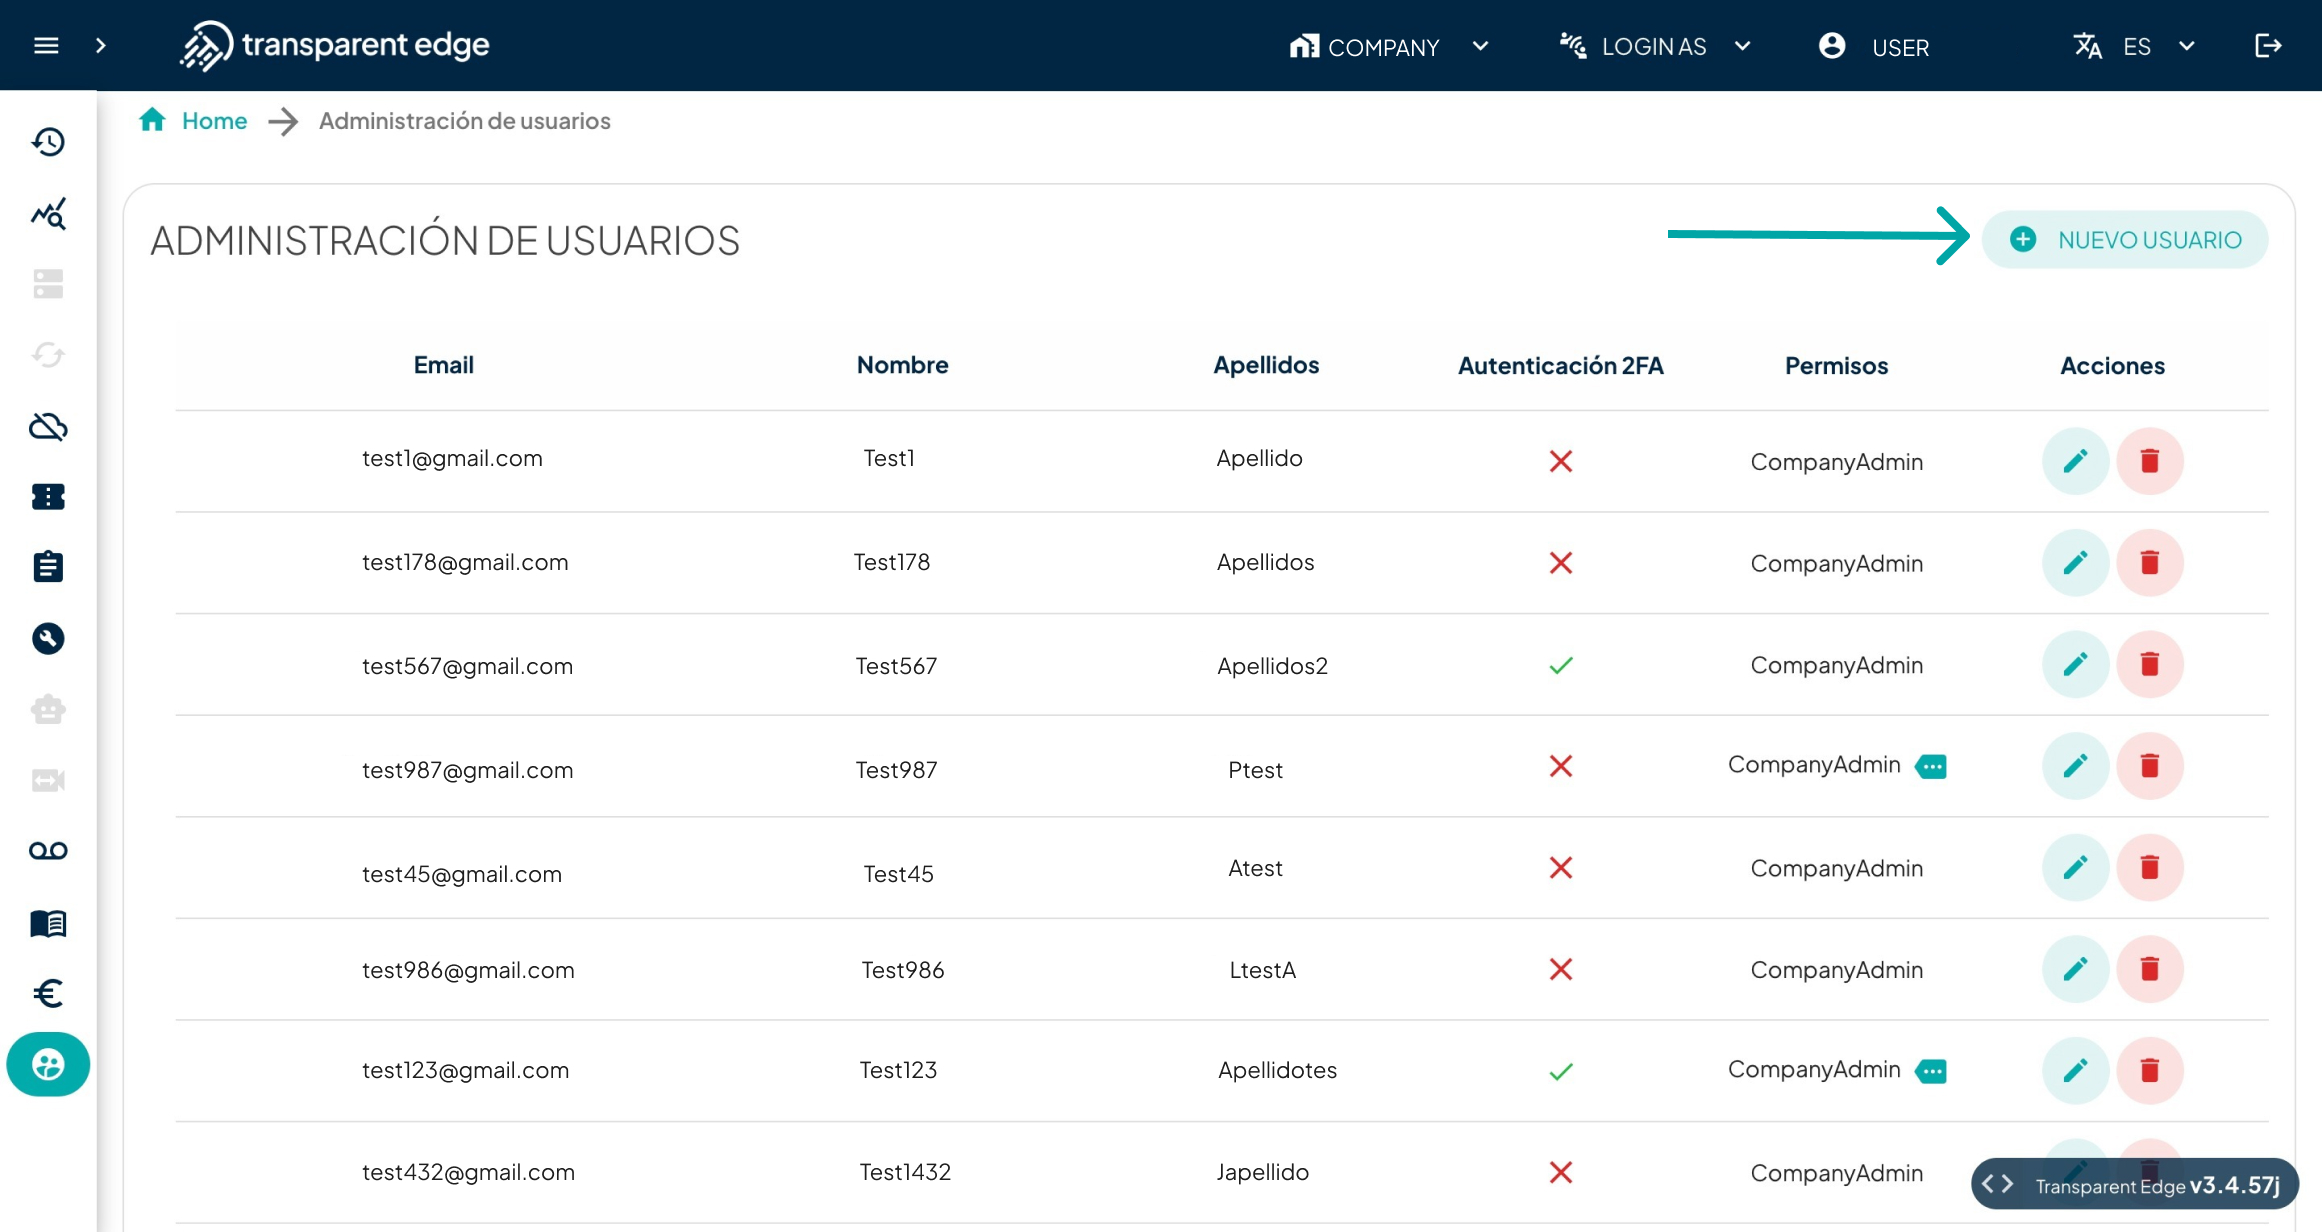 transparent edge COMPANY LOGIN AS USER ES
Home Administración de usuarios
ADMINISTRACIÓN DE USUARIOS NUEVO USUARIO
Email Nombre Apellidos Autenticación 2FA Permisos Acciones
test1@gmail.com Test1 Apellido CompanyAdmin
test178@gmail.com Test178 Apellidos CompanyAdmin
test567@gmail.com Test567 Apellidos2 CompanyAdmin
test987@gmail.com Test987 Ptest CompanyAdmin
test45@gmail.com Test45 Atest CompanyAdmin
test986@gmail.com Test986 LtestA CompanyAdmin
test123@gmail.com Test123 Apellidotes CompanyAdmin
test432@gmail.com Test1432 Japellido CompanyAdmin
Transparent Edge v3.4.57j